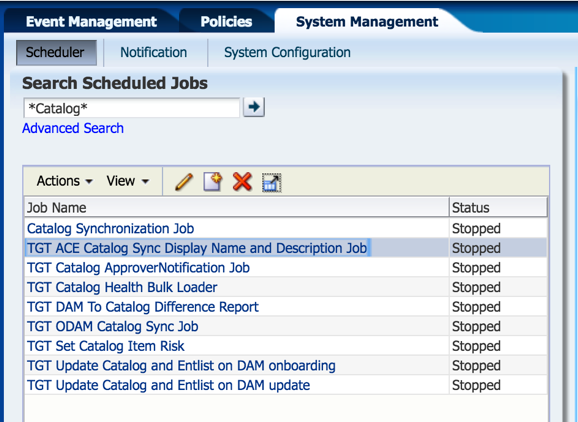 Event Management Policies System Management
Scheduler Notification System Configuration
Search Scheduled Jobs
*Catalog*
Advanced Search
Actions View
Job Name Status
Catalog Synchronization Job Stopped
TGT ACE Catalog Sync Display Name and Description Job Stopped
TGT Catalog ApproverNotification Job Stopped
TGT Catalog Health Bulk Loader Stopped
TGT DAM To Catalog Difference Report Stopped
TGT ODAM Catalog Sync Job Stopped
TGT Set Catalog Item Risk Stopped
TGT Update Catalog and Entlist on DAM onboarding Stopped
TGT Update Catalog and Entlist on DAM update Stopped